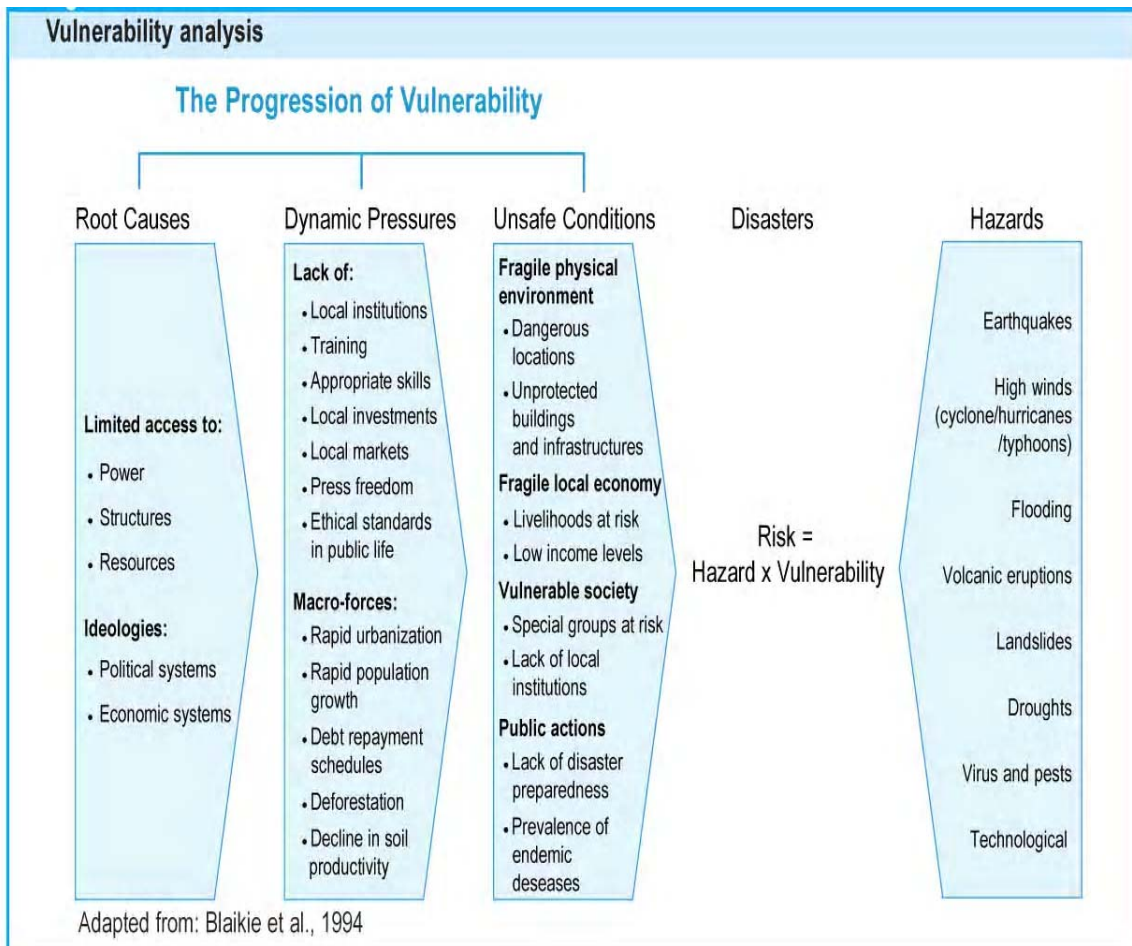 Vulnerability analysis
The Progression of Vulnerability
Root Causes
Limited access to:
• Power
• Structures
• Resources
Ideologies:
• Political systems
• Economic systems
Dynamic Pressures
Lack of:
• Local institutions
• Training
• Appropriate skills
• Local investments
• Local markets
• Press freedom
• Ethical standards
in public life
Macro-forces:
• Rapid urbanization
• Rapid population
growth
• Debt repayment
schedules
• Deforestation
• Decline in soil
productivity
Unsafe Conditions
Fragile physical
environment
• Dangerous
locations
• Unprotected
buildings
and infrastructures
Fragile local economy
• Livelihoods at risk
• Low income levels
Vulnerable society
• Special groups at risk
• Lack of local
institutions
Public actions
• Lack of disaster
preparedness
• Prevalence of
endemic
deseases
Disasters
Risk =
Hazard x Vulnerability
Hazards
Earthquakes
High winds
(cyclone/hurricanes
/typhoons)
Flooding
Volcanic eruptions
Landslides
Droughts
Virus and pests
Technological
Adapted from: Blaikie et al., 1994